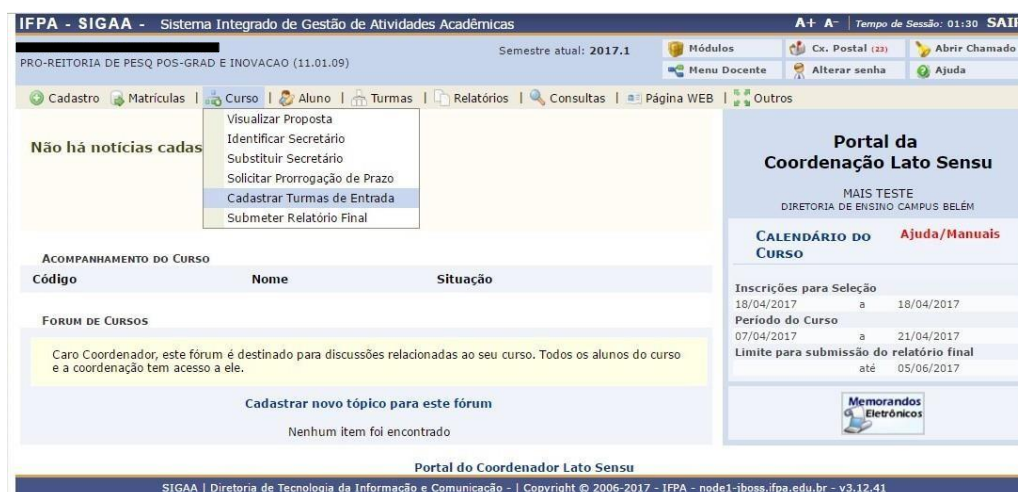 IFPA - SIGAA - Sistema Integrado de Gestão de Atividades Acadêmicas
A+ A- | Tempo de Sessão: 01:30 SAIR
PRO-REITORIA DE PESQ POS-GRAD E INOVACAO (11.01.09)
Semestre atual: 2017.1
Módulos
Cx. Postal (23)
Abrir Chamado
Menu Docente
Alterar senha
Ajuda
Cadastro Matrículas | Curso | Aluno | Turmas | Relatórios | Consultas | Página WEB | Outros
Visualizar Proposta
Identificar Secretário
Substituir Secretário
Solicitar Prorrogação de Prazo
Cadastrar Turmas de Entrada
Submeter Relatório Final
Não há notícias cadas
ACOMPANHAMENTO DO CURSO
Código Nome Situação
FORUM DE CURSOS
Caro Coordenador, este fórum é destinado para discussões relacionadas ao seu curso. Todos os alunos do curso
e a coordenação tem acesso a ele.
Cadastrar novo tópico para este fórum
Nenhum item foi encontrado
Portal da
Coordenação Lato Sensu
MAIS TESTE
DIRETORIA DE ENSINO CAMPUS BELÉM
CALENDÁRIO DO
CURSO
Ajuda/Manuais
Inscrições para Seleção
18/04/2017 a 18/04/2017
Período do Curso
07/04/2017 a 21/04/2017
Limite para submissão do relatório final
até 05/06/2017
Memorandos
Eletrônicos
Portal do Coordenador Lato Sensu
SIGAA | Diretoria de Tecnologia da Informação e Comunicação - | Copyright © 2006-2017 - IFPA - node1-jboss.ifpa.edu.br - v3.12.41